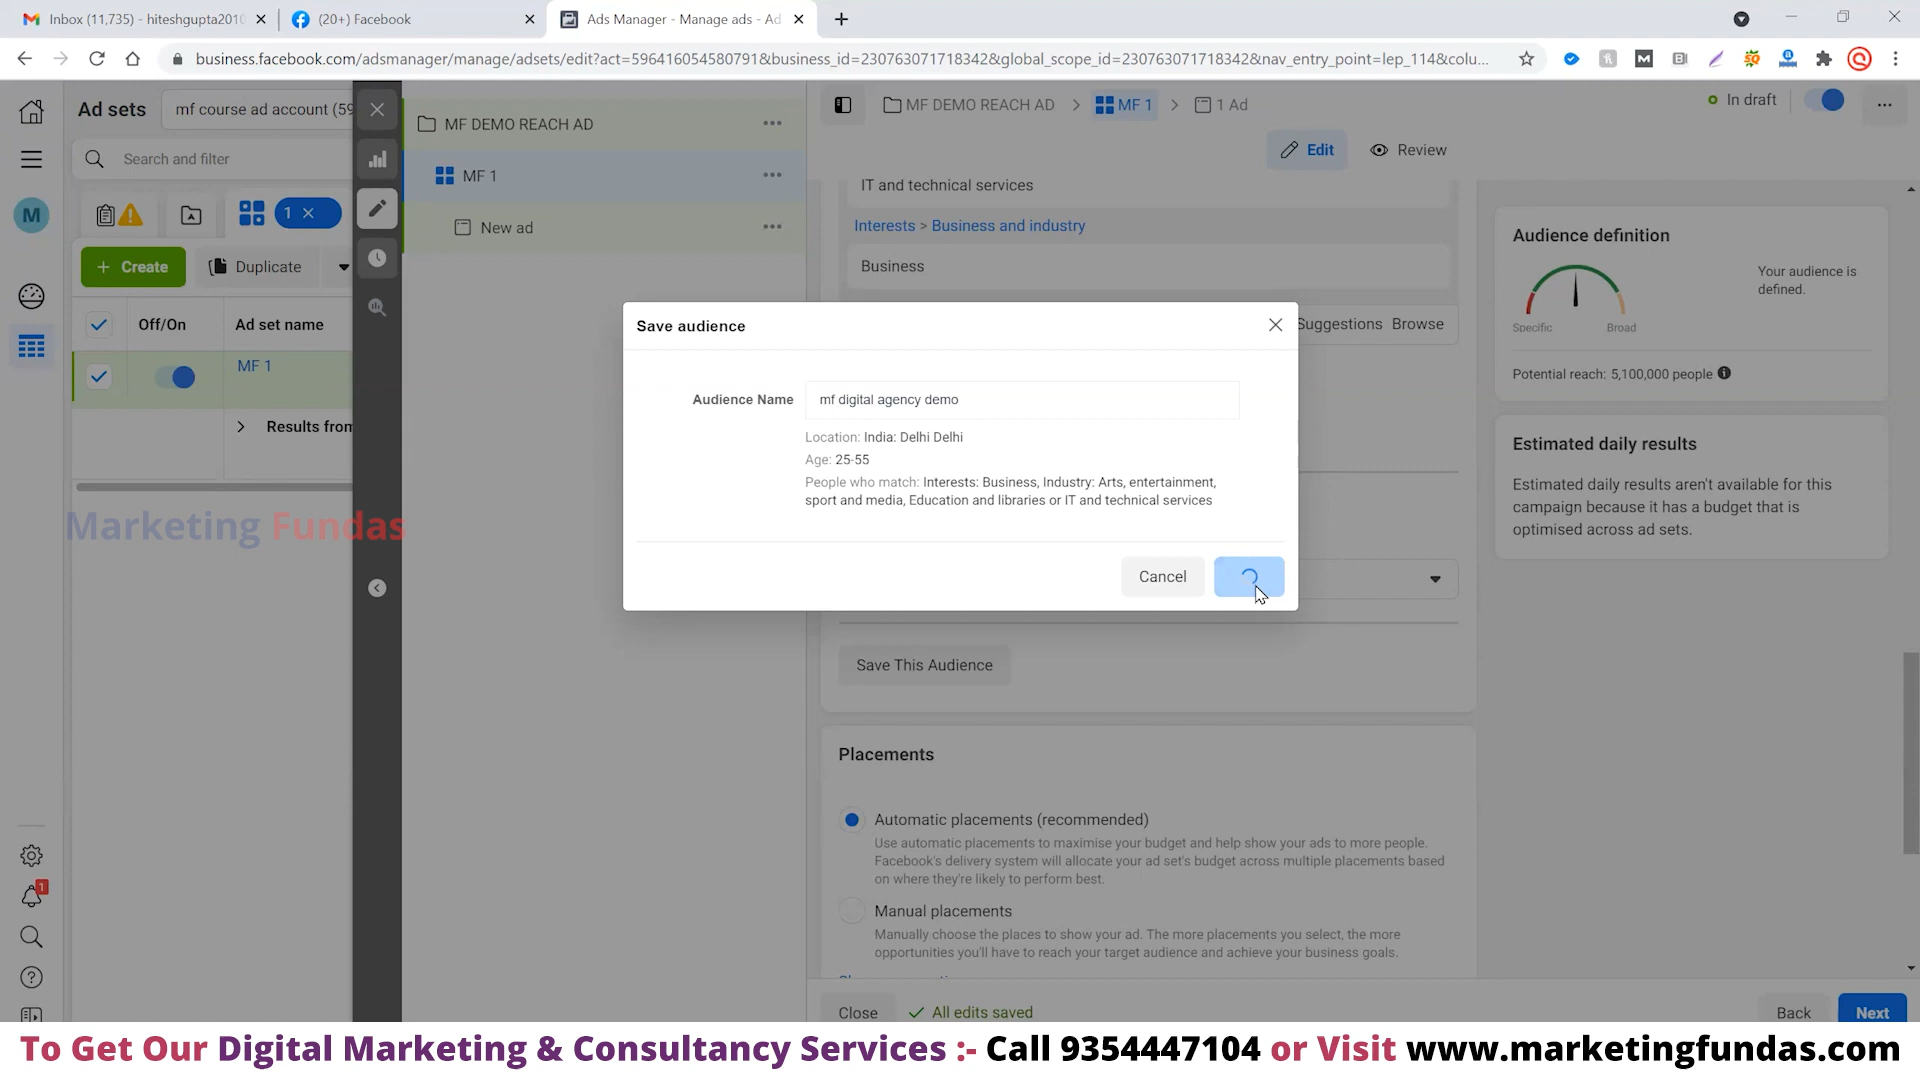 Inbox (11,735) - hiteshgupta2010
(20+) Facebook
Ads Manager - Manage ads - Ad
business.facebook.com/adsmanager/manage/adsets/edit?act=596416054580791&business_id=230763071718342&global_scope_id=230763071718342&nav_entry_point=lep_114&colu...
Ad sets
mf course ad account (59
MF DEMO REACH AD
MF DEMO REACH AD > MF 1 > 1 Ad
In draft
Search and filter
Edit
Review
MF 1
IT and technical services
M
1
New ad
Interests > Business and industry
Audience definition
Create
Duplicate
Business
Your audience is
defined.
Off/On
Ad set name
Save audience
Suggestions
Browse
Specific
Broad
MF 1
Potential reach: 5,100,000 people
Audience Name
mf digital agency demo
Results from
Location: India: Delhi Delhi
Age: 25-55
Estimated daily results
People who match: Interests: Business, Industry: Arts, entertainment,
sport and media, Education and libraries or IT and technical services
Estimated daily results aren't available for this
campaign because it has a budget that is
optimised across ad sets.
Marketing Fundas
Cancel
Save This Audience
Placements
Automatic placements (recommended)
Use automatic placements to maximise your budget and help show your ads to more people.
Facebook's delivery system will allocate your ad set's budget across multiple placements based
on where they're likely to perform best.
1
Manual placements
Manually choose the places to show your ad. The more placements you select, the more
opportunities you'll have to reach your target audience and achieve your business goals.
Close
All edits saved
Back
Next
To Get Our Digital Marketing & Consultancy Services :- Call 9354447104 or Visit www.marketingfundas.com